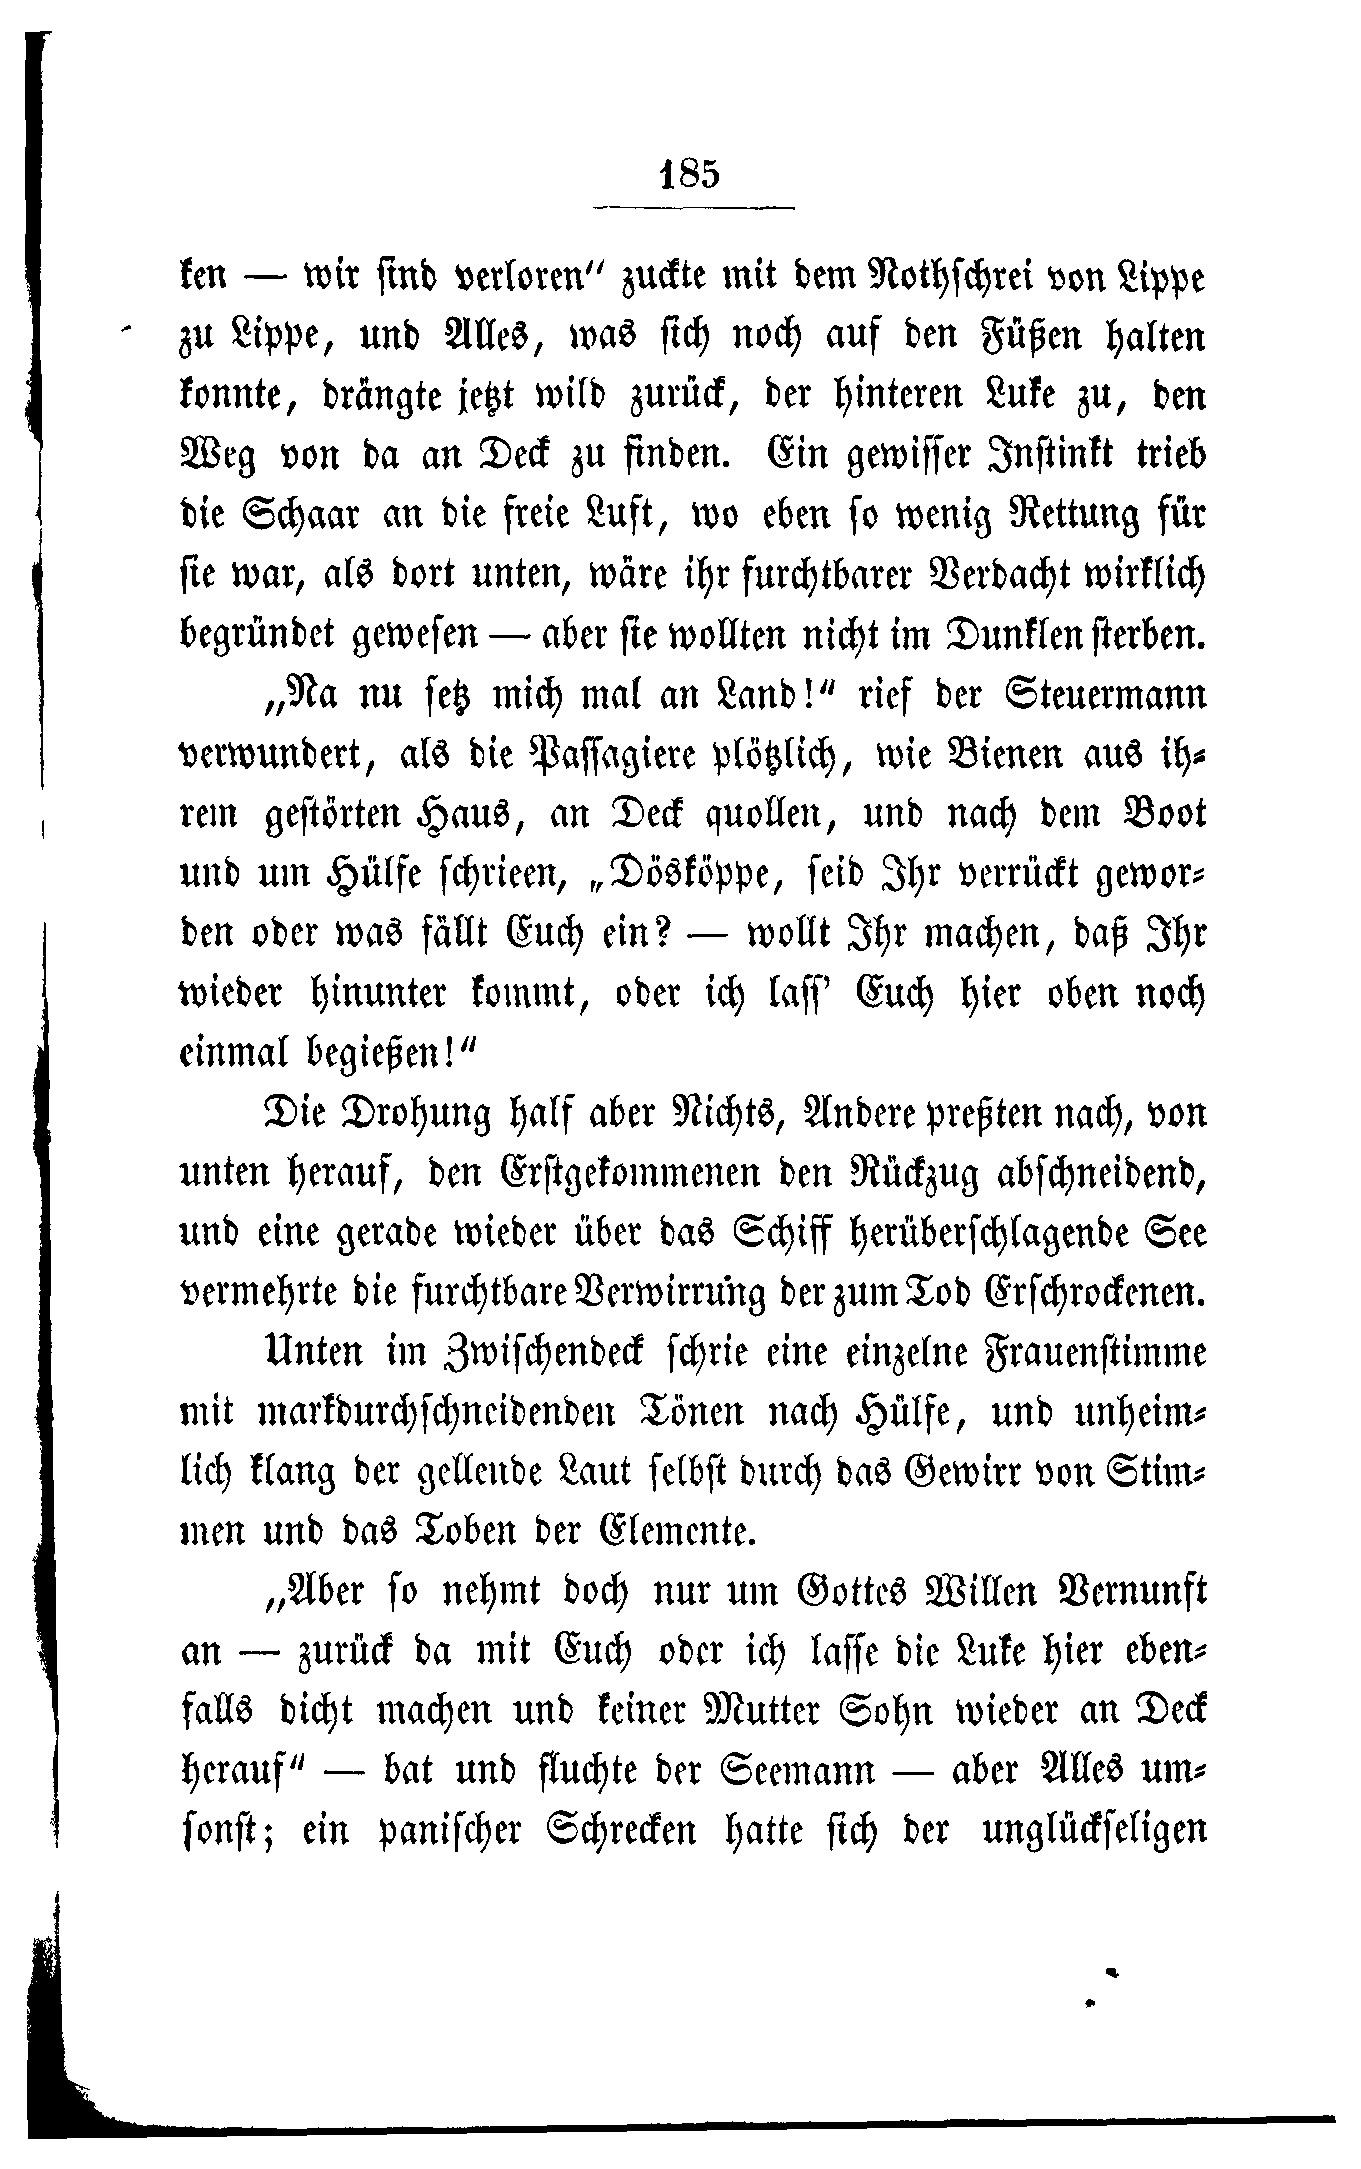 185
ken — wir sind verloren“ zuckte mit dem Nothschrei von Lippe
zu Lippe, und Alles, was sich noch auf den Füßen halten
konnte, drängte jetzt wild zurück, der hinteren Luke zu, den
Weg von da an Deck zu finden. Ein gewisser Instinkt trieb
die Schaar an die freie Luft, wo eben so wenig Rettung für
sie war, als dort unten, wäre ihr furchtbarer Verdacht wirklich
begründet gewesen — aber sie wollten nicht im Dunklen sterben.
„Na nu setz mich mal an Land!“ rief der Steuermann
verwundert, als die Passagiere plötzlich, wie Bienen aus ih-
rem gestörten Haus, an Deck quollen, und nach dem Boot
und um Hülfe schrieen, „Dösköppe, seid Ihr verrückt gewor-
den oder was fällt Euch ein? — wollt Ihr machen, daß Ihr
wieder hinunter kommt, oder ich lass’ Euch hier oben noch
einmal begießen!“
Die Drohung half aber Nichts, Andere preßten nach, von
unten herauf, den Erstgekommenen den Rückzug abschneidend,
und eine gerade wieder über das Schiff herüberschlagende See
vermehrte die furchtbare Verwirrung der zum Tod Erschrockenen.
Unten im Zwischendeck schrie eine einzelne Frauenstimme
mit markdurchschneidenden Tönen nach Hülfe, und unheim-
lich klang der gellende Laut selbst durch das Gewirr von Stim-
men und das Toben der Elemente.
„Aber so nehmt doch nur um Gottes Willen Vernunft
an — zurück da mit Euch oder ich lasse die Luke hier eben-
falls dicht machen und keiner Mutter Sohn wieder an Deck
herauf“ — bat und fluchte der Seemann — aber Alles um-
sonst; ein panischer Schrecken hatte sich der unglückseligen